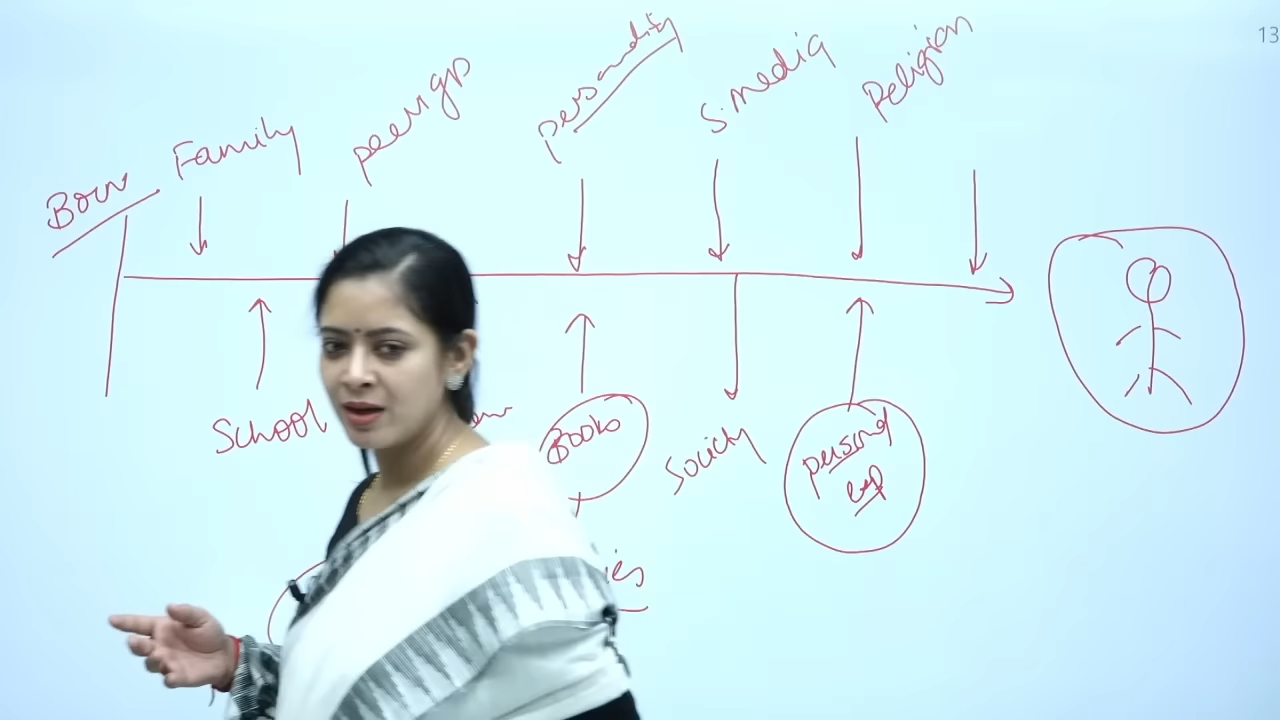 13
Born
Family
peer gp
personality
S. media
Religion
School
Books
Society
personal
exp